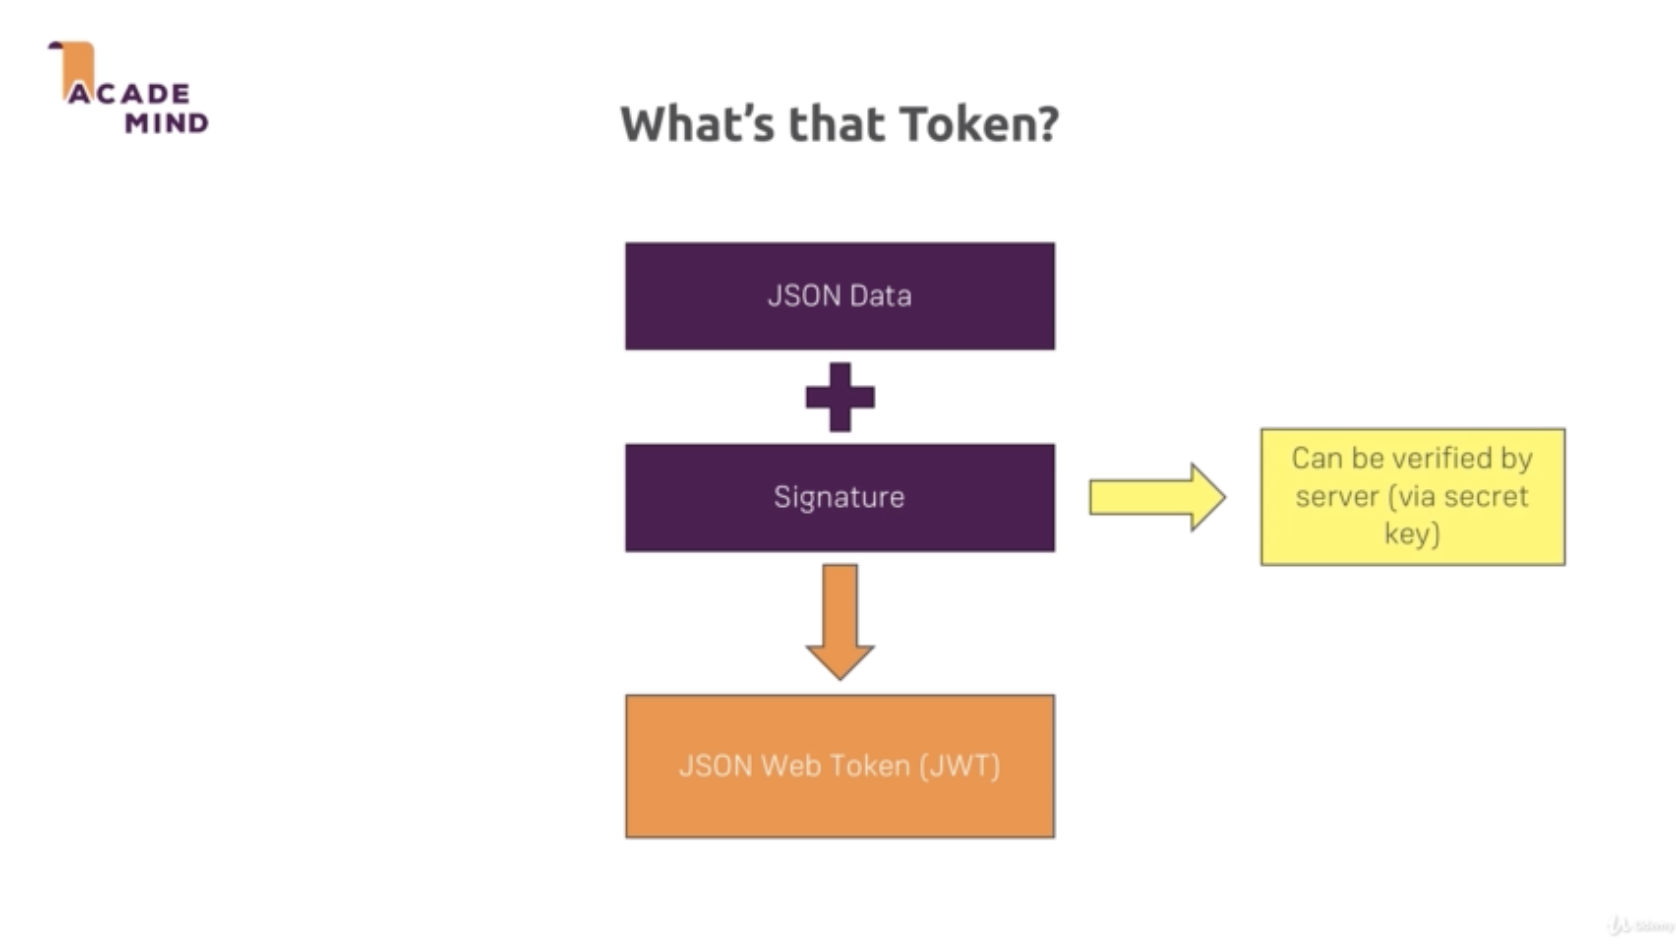 ACADE
MIND
What's that Token?
JSON Data
Signature
Can be verified by
server (via secret
key)
JSON Web Token (JWT)
Udemy